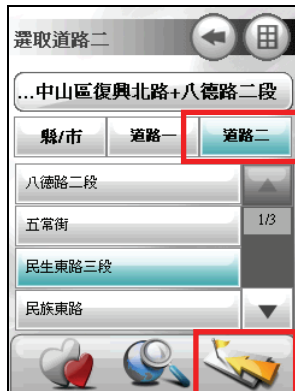 選取道路二
...中山區復興北路+八德路二段
縣/市 道路一 道路二
八德路二段
五常街
1/3
民生東路三段
民族東路